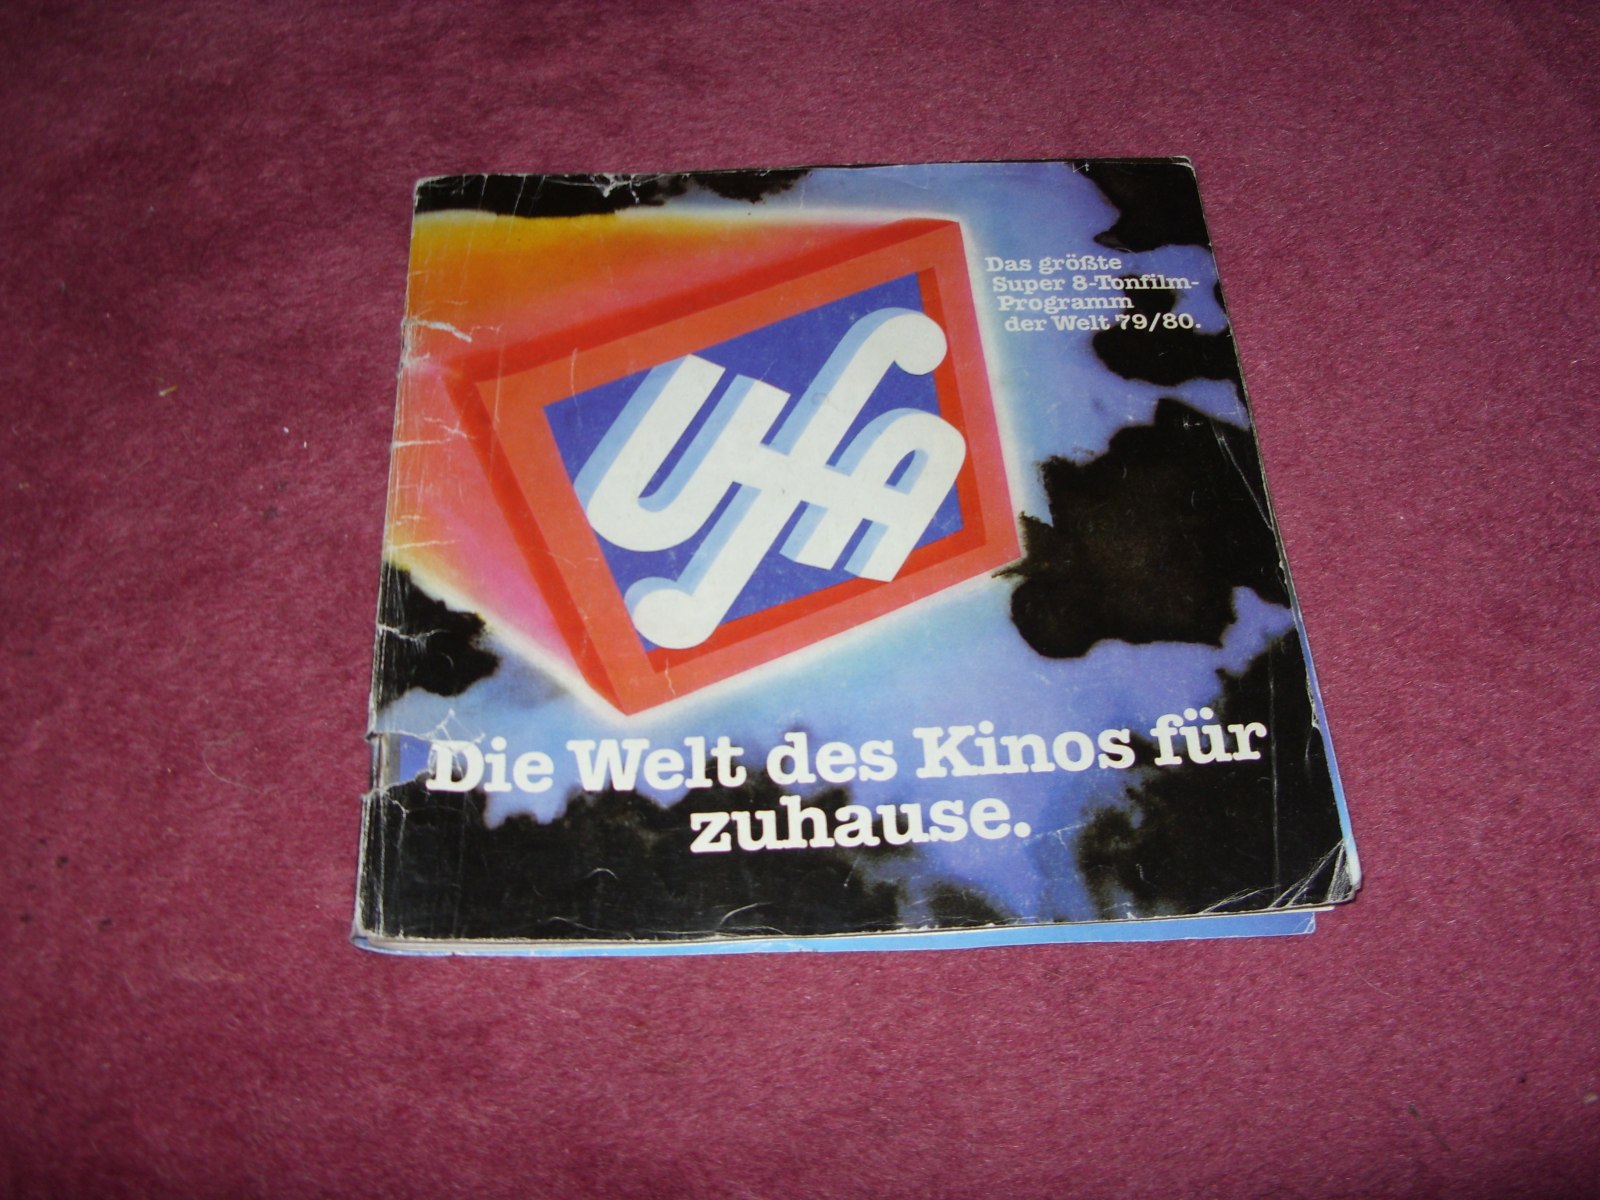 Das größte
Super 8-Tonfilm-
Programm
der Welt 79/80.
UFA
Die Welt des Kinos für
zuhause.